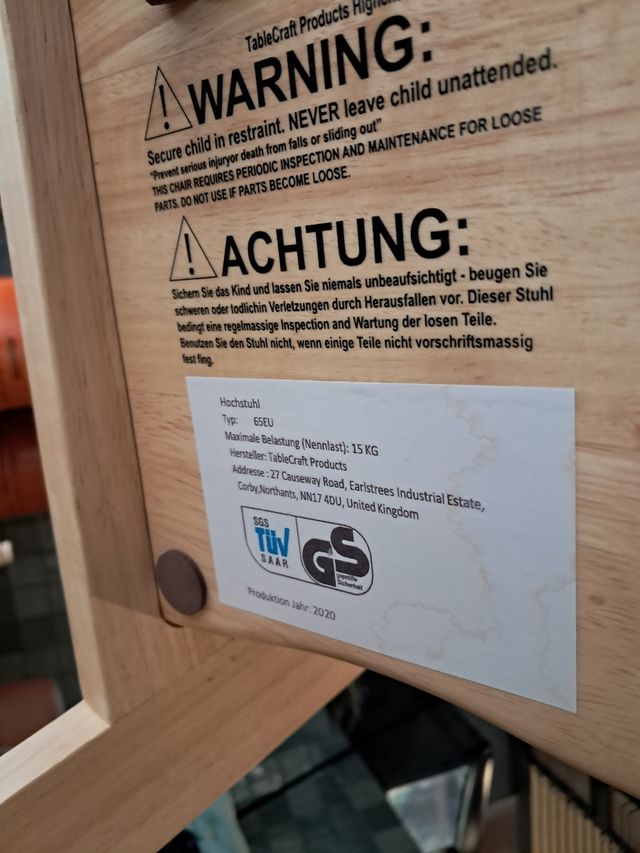 TableCraft Products
WARNING:
Secure child in restraint. NEVER leave child unattended.
"Prevent serious injuryor death from falls or sliding out"
THIS CHAIR REQUIRES PERIODIC INSPECTION AND MAINTENANCE FOR LOOSE
PARTS. DO NOT USE IF PARTS BECOME LOOSE.
ACHTUNG:
Sichern Sie das Kind und lassen Sie niemals unbeaufsichtigt - beugen Sie
schweren oder todlichin Verletzungen durch Herausfallen vor. Dieser Stuhl
bedingt eine regelmassige Inspection and Wartung der losen Teile.
Benutzen Sie den Stuhl nicht, wenn einige Teile nicht vorschriftsmassig
fest fing.
Hochstuhl
Typ: 65EU
Maximale Belastung (Nennlast): 15 KG
Hersteller: TableCraft Products
Addresse : 27 Causeway Road, Earlstrees Industrial Estate,
Corby,Northants, NN17 4DU, United Kingdom
SGS
TÜV
SAAR
GS
geprüfte
Sicherheit
Produktion Jahr: 2020